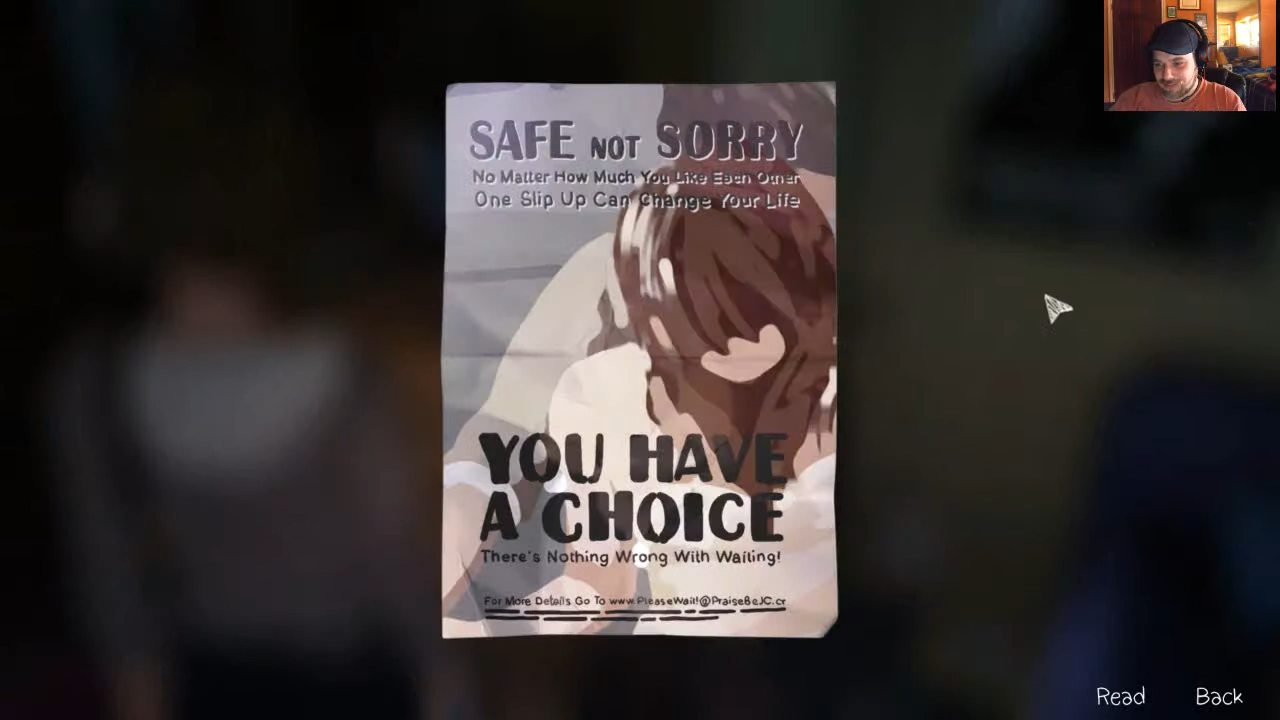 SAFE NOT SORRY
No Matter How Much You Like Each Other
One Slip Up Can Change Your Life
YOU HAVE
A CHOICE
There's Nothing Wrong With Waiting!
For More Details Go To www.PleaseWait!@PraiseBeJC.cr
Read
Back